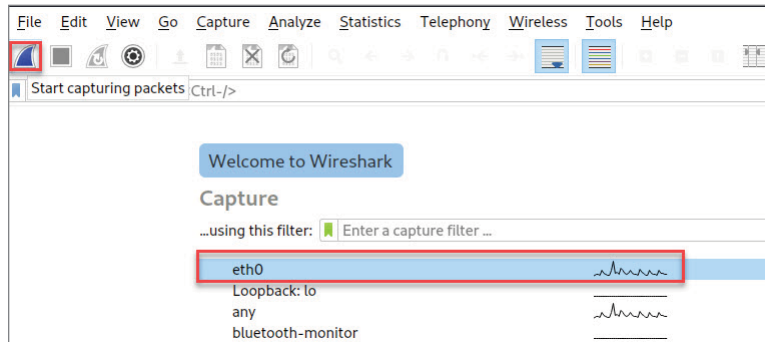 File Edit View Go Capture Analyze Statistics Telephony Wireless Tools Help
Start capturing packets Ctrl-/>
Welcome to Wireshark
Capture
...using this filter: Enter a capture filter ...
eth0
Loopback: lo
any
bluetooth-monitor